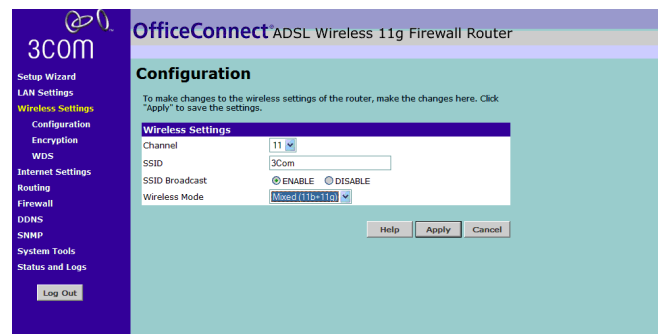 3COM
OfficeConnect® ADSL Wireless 11g Firewall Router
Setup Wizard
LAN Settings
Wireless Settings
Configuration
Encryption
WDS
Internet Settings
Routing
Firewall
DDNS
SNMP
System Tools
Status and Logs
Log Out
Configuration
To make changes to the wireless settings of the router, make the changes here. Click
"Apply" to save the settings.
Wireless Settings
Channel 11
SSID 3Com
SSID Broadcast ENABLE DISABLE
Wireless Mode Mixed (11b+11g)
Help Apply Cancel